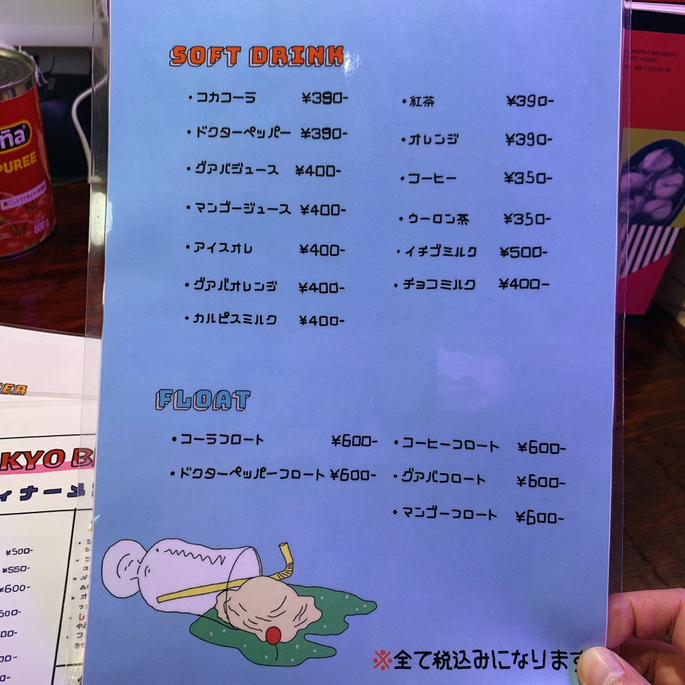 SOFT DRINK
・コカコーラ ¥390-
・ドクターペッパー ¥390-
・グァバジュース ¥400-
・マンゴージュース ¥400-
・アイスオレ ¥400-
・グァバオレンジ ¥400-
・カルピスミルク ¥400-
・紅茶 ¥390-
・オレンジ ¥390-
・コーヒー ¥350-
・ウーロン茶 ¥350-
・イチゴミルク ¥500-
・チョコミルク ¥400-
FLOAT
・コーラフロート ¥600-
・ドクターペッパーフロート ¥600-
・コーヒーフロート ¥600-
・グァバフロート ¥600-
・マンゴーフロート ¥600-
※全て税込みになります
PUREE
¥500-
¥550-
¥600-